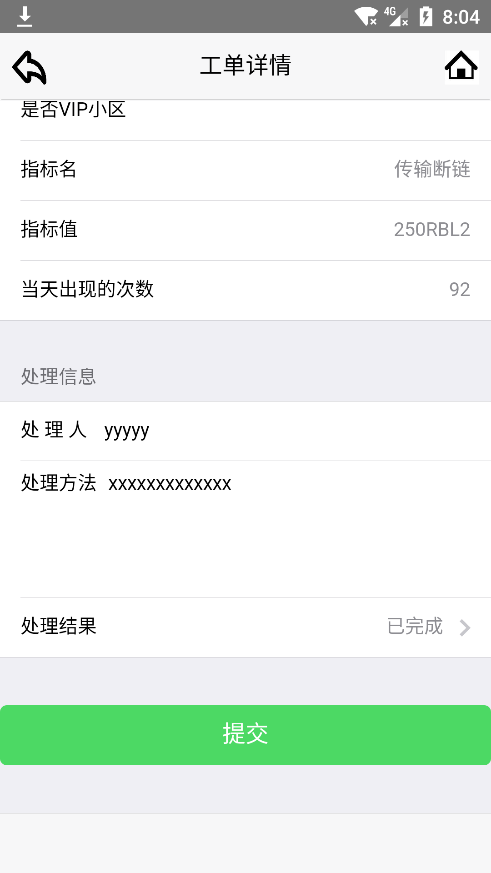 4G 8:04
工单详情
是否VIP小区
指标名 传输断链
指标值 250RBL2
当天出现的次数 92
处理信息
处 理 人 yyyyy
处理方法 xxxxxxxxxxxxx
处理结果 已完成
提交